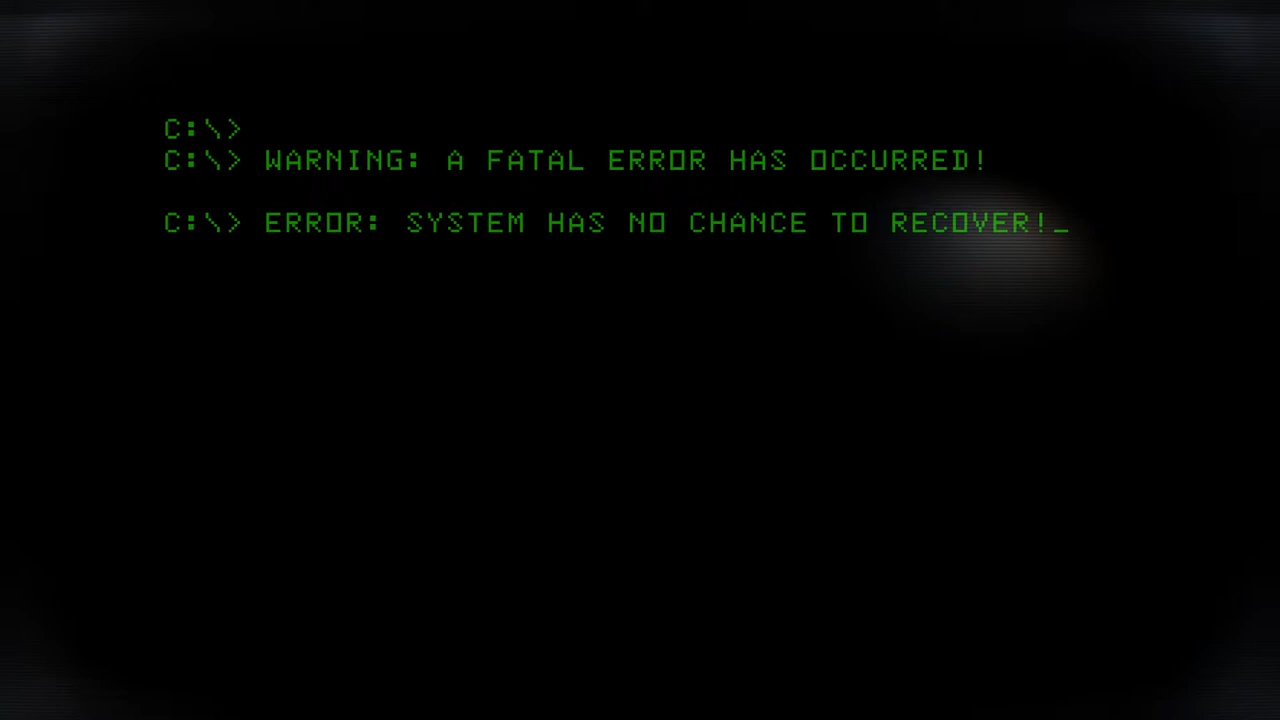 C:\>
C:\> WARNING: A FATAL ERROR HAS OCCURRED!
C:\> ERROR: SYSTEM HAS NO CHANCE TO RECOVER!_